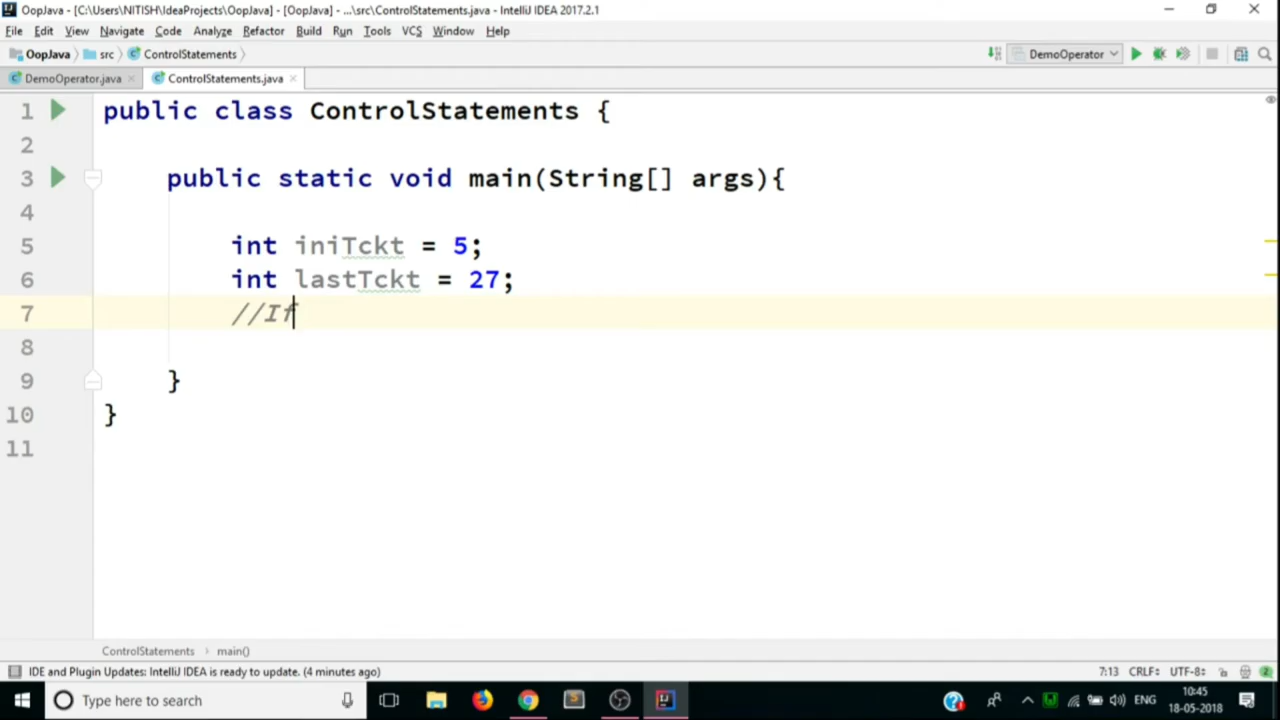 OopJava - [C:\Users\NITISH\IdeaProjects\OopJava] - [OopJava] - ...\src\ControlStatements.java - IntelliJ IDEA 2017.2.1
File Edit View Navigate Code Analyze Refactor Build Run Tools VCS Window Help
OopJava src ControlStatements DemoOperator
DemoOperator.java ControlStatements.java
1 public class ControlStatements {
2
3 public static void main(String[] args){
4
5 int iniTckt = 5;
6 int lastTckt = 27;
7 //If
8
9 }
10 }
11
ControlStatements main()
IDE and Plugin Updates: IntelliJ IDEA is ready to update. (4 minutes ago) 7:13 CRLF UTF-8 2
Type here to search ENG 10:45
18-05-2018